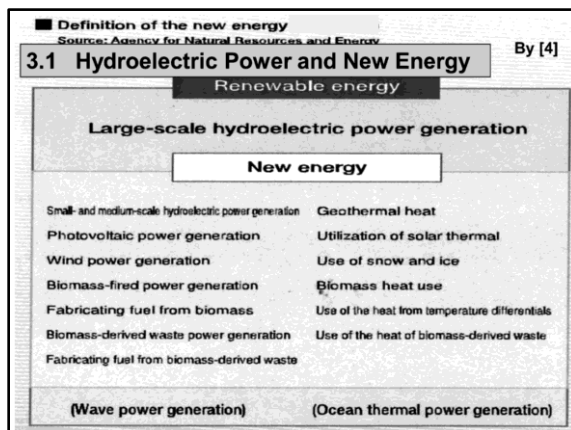 ■ Definition of the new energy
Source: Agency for Natural Resources and Energy
3.1 Hydroelectric Power and New Energy
By [4]
Renewable energy
Large-scale hydroelectric power generation
New energy
Small- and medium-scale hydroelectric power generation
Photovoltaic power generation
Wind power generation
Biomass-fired power generation
Fabricating fuel from biomass
Biomass-derived waste power generation
Fabricating fuel from biomass-derived waste
Geothermal heat
Utilization of solar thermal
Use of snow and ice
Biomass heat use
Use of the heat from temperature differentials
Use of the heat of biomass-derived waste
(Wave power generation)
(Ocean thermal power generation)